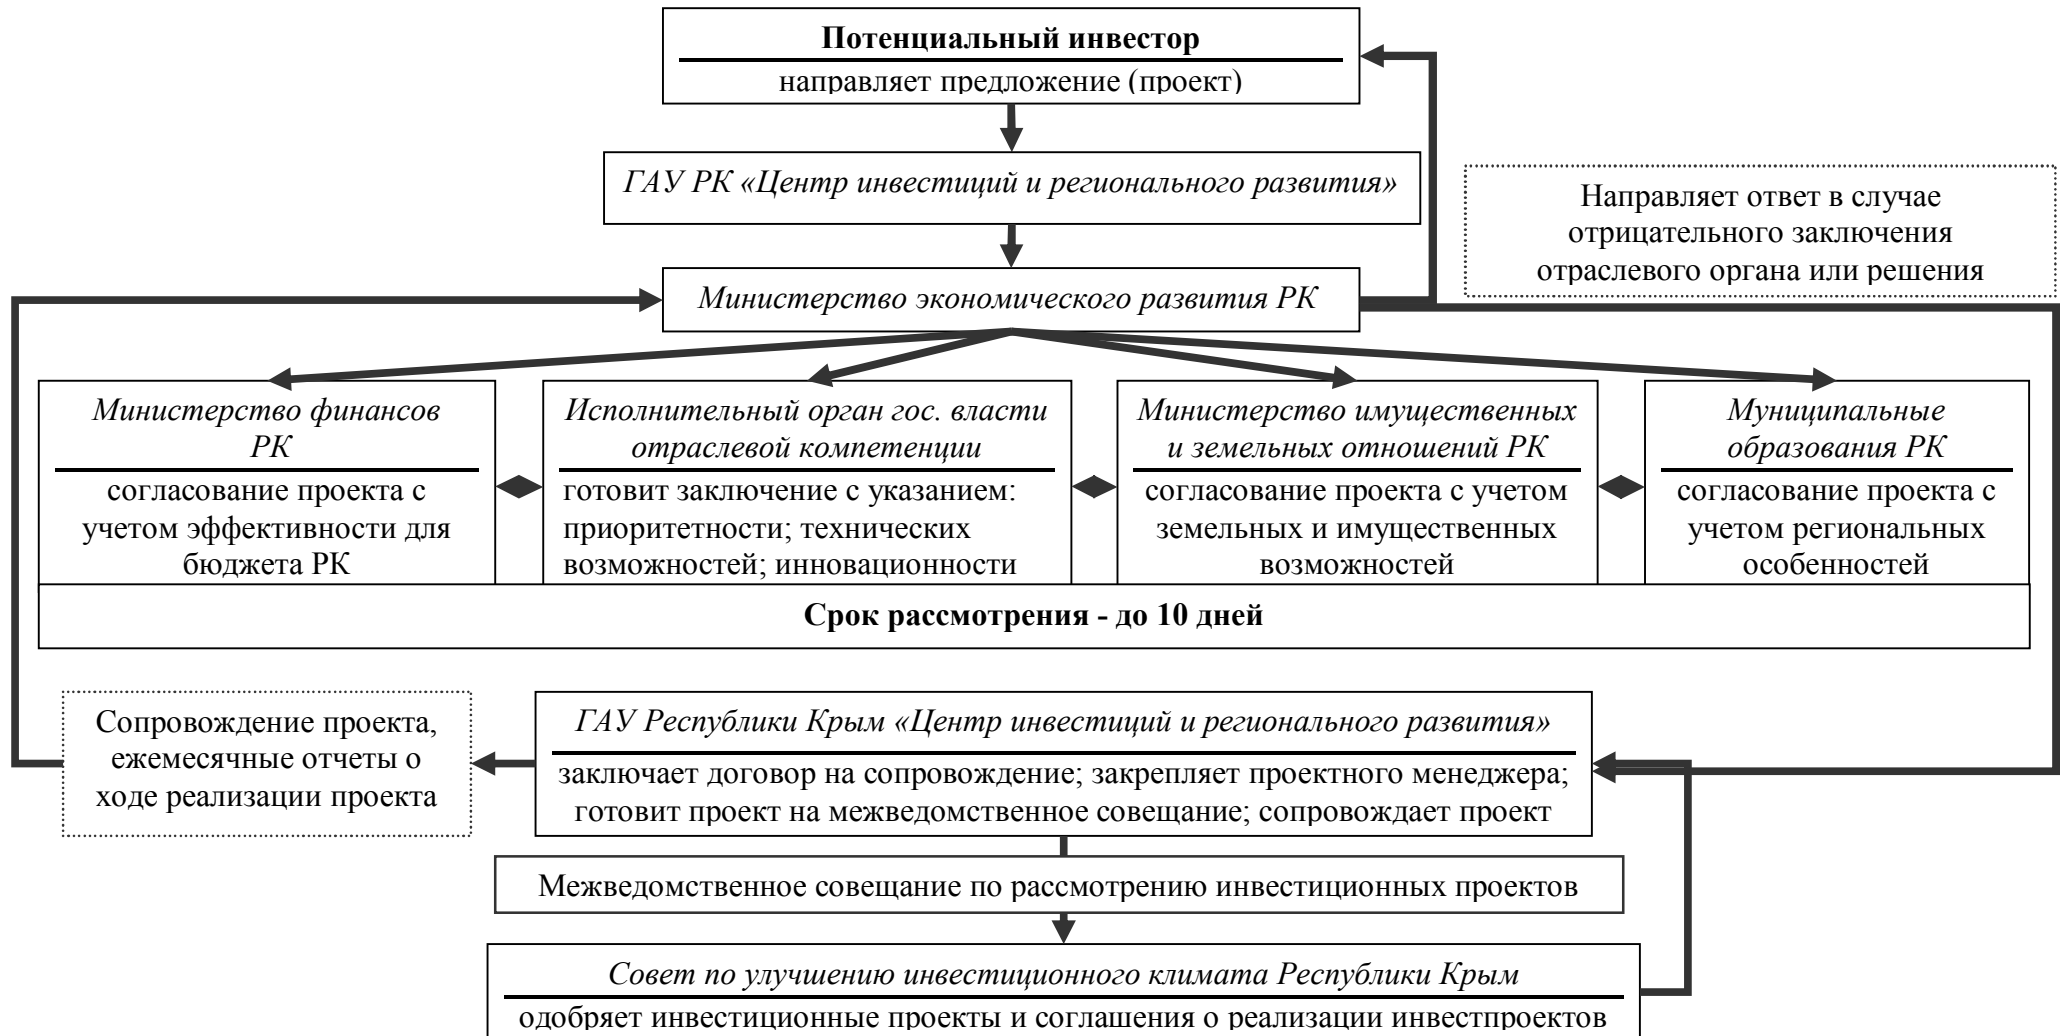 Потенциальный инвестор
направляет предложение (проект)
ГАУ РК «Центр инвестиций и регионального развития»
Направляет ответ в случае
отрицательного заключения
отраслевого органа или решения
Министерство экономического развития РК
Министерство финансов
РК
согласование проекта с
учетом эффективности для
бюджета РК
Исполнительный орган гос. власти
отраслевой компетенции
готовит заключение с указанием:
приоритетности; технических
возможностей; инновационности
Министерство имущественных
и земельных отношений РК
согласование проекта с учетом
земельных и имущественных
возможностей
Муниципальные
образования РК
согласование проекта с
учетом региональных
особенностей
Срок рассмотрения - до 10 дней
Сопровождение проекта,
ежемесячные отчеты о
ходе реализации проекта
ГАУ Республики Крым «Центр инвестиций и регионального развития»
заключает договор на сопровождение; закрепляет проектного менеджера;
готовит проект на межведомственное совещание; сопровождает проект
Межведомственное совещание по рассмотрению инвестиционных проектов
Совет по улучшению инвестиционного климата Республики Крым
одобряет инвестиционные проекты и соглашения о реализации инвестпроектов